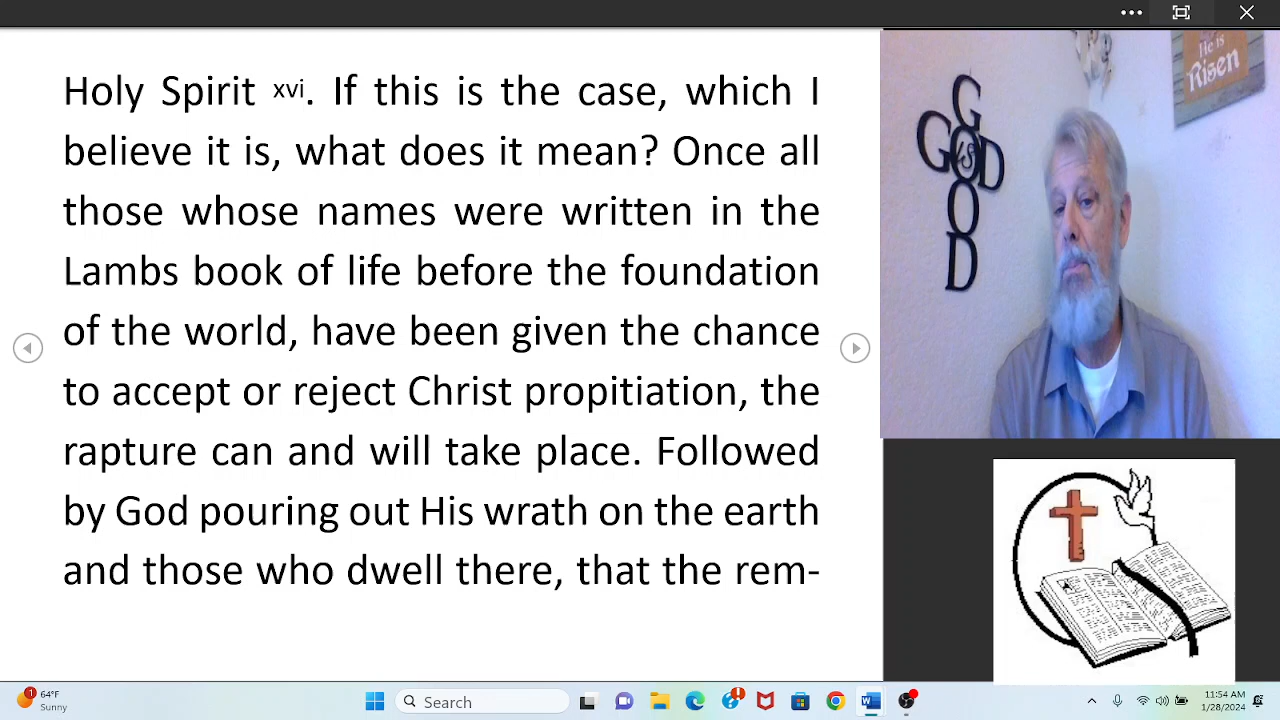 Holy Spirit xvi. If this is the case, which I
believe it is, what does it mean? Once all
those whose names were written in the
Lambs book of life before the foundation
of the world, have been given the chance
to accept or reject Christ propitiation, the
rapture can and will take place. Followed
by God pouring out His wrath on the earth
and those who dwell there, that the rem-
He is
Risen
GOD
IS
GOOD
1
64°F
Sunny
Search
11:54 AM
1/28/2024